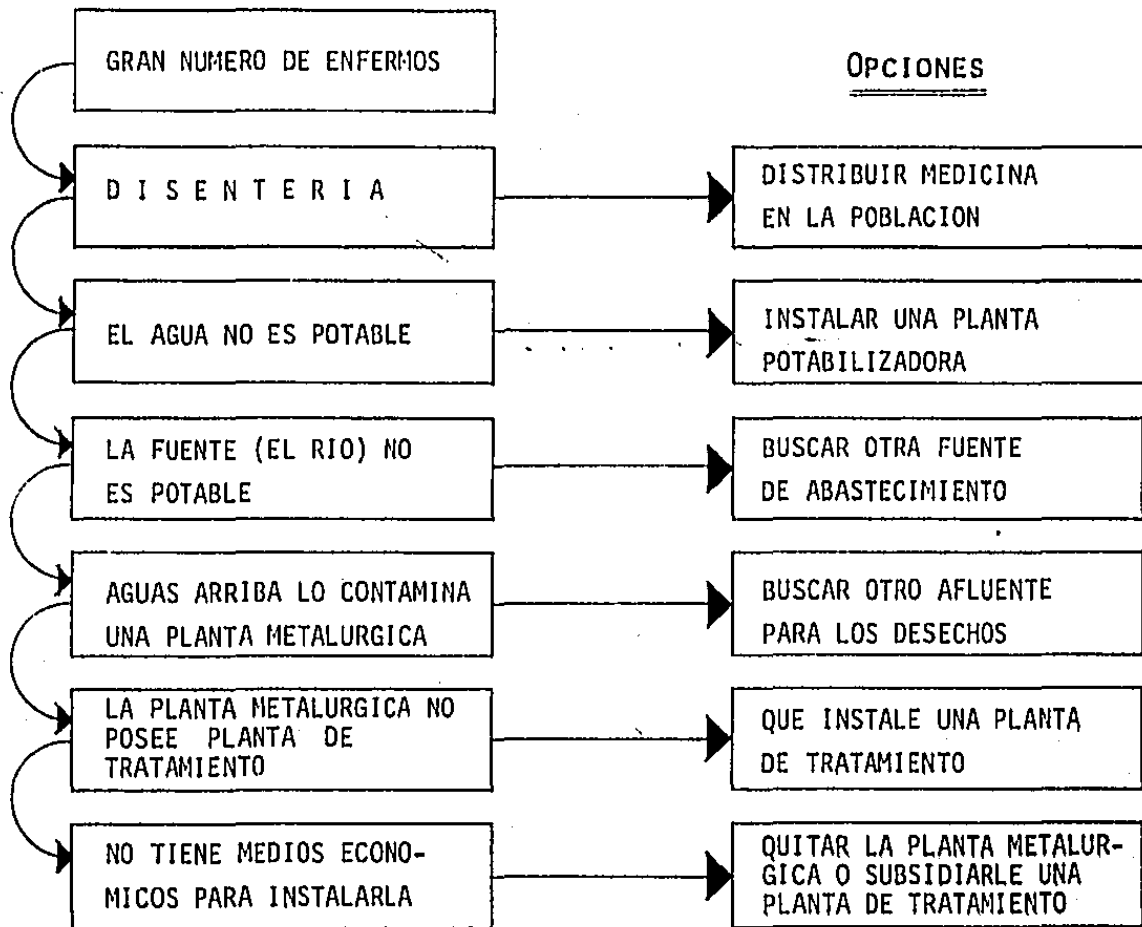 GRAN NUMERO DE ENFERMOS
OPCIONES
DISENTERIA
DISTRIBUIR MEDICINA
EN LA POBLACION
EL AGUA NO ES POTABLE
INSTALAR UNA PLANTA
POTABILIZADORA
LA FUENTE (EL RIO) NO
ES POTABLE
BUSCAR OTRA FUENTE
DE ABASTECIMIENTO
AGUAS ARRIBA LO CONTAMINA
UNA PLANTA METALURGICA
BUSCAR OTRO AFLUENTE
PARA LOS DESECHOS
LA PLANTA METALURGICA NO
POSEE PLANTA DE
TRATAMIENTO
QUE INSTALE UNA PLANTA
DE TRATAMIENTO
NO TIENE MEDIOS ECONO-
MICOS PARA INSTALARLA
QUITAR LA PLANTA METALUR-
GICA O SUBSIDIARLE UNA
PLANTA DE TRATAMIENTO